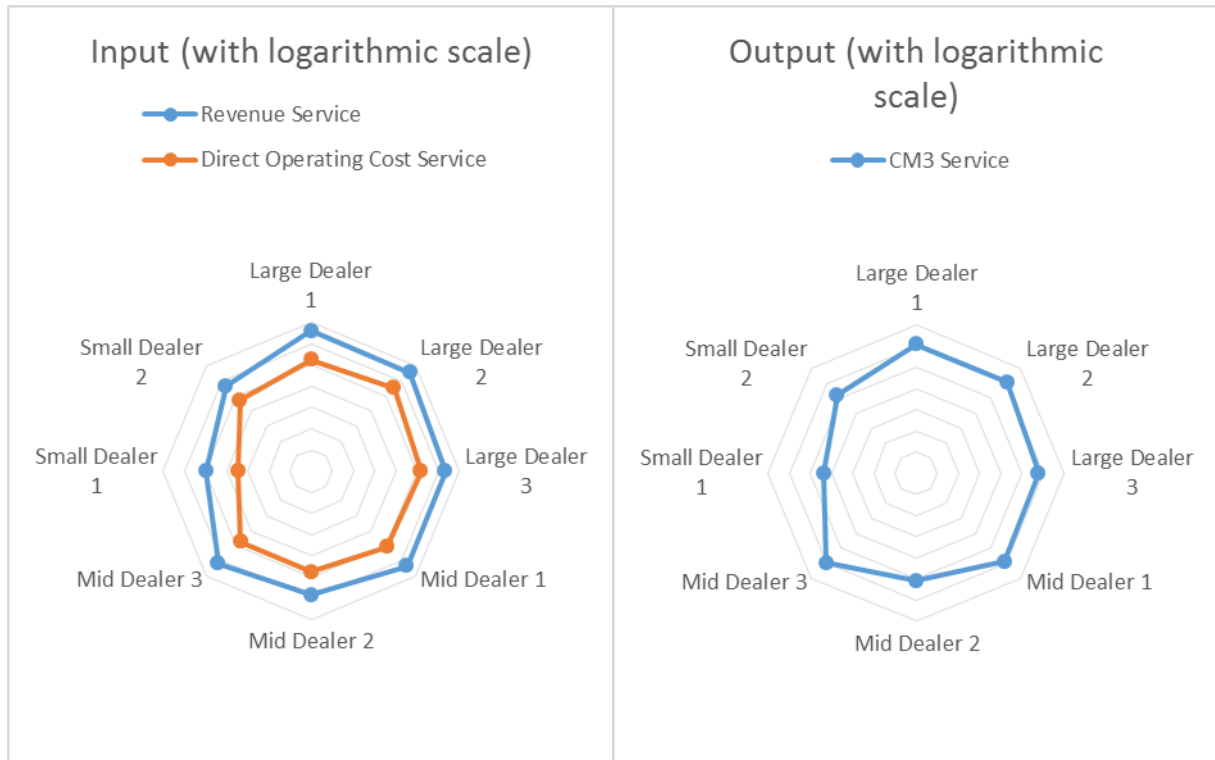 Input (with logarithmic scale)
Revenue Service
Direct Operating Cost Service
Large Dealer
1
Large Dealer
2
Large Dealer
3
Mid Dealer 1
Mid Dealer 2
Mid Dealer 3
Small Dealer
1
Small Dealer
2
Output (with logarithmic
scale)
CM3 Service
Large Dealer
1
Large Dealer
2
Large Dealer
3
Mid Dealer 1
Mid Dealer 2
Mid Dealer 3
Small Dealer
1
Small Dealer
2